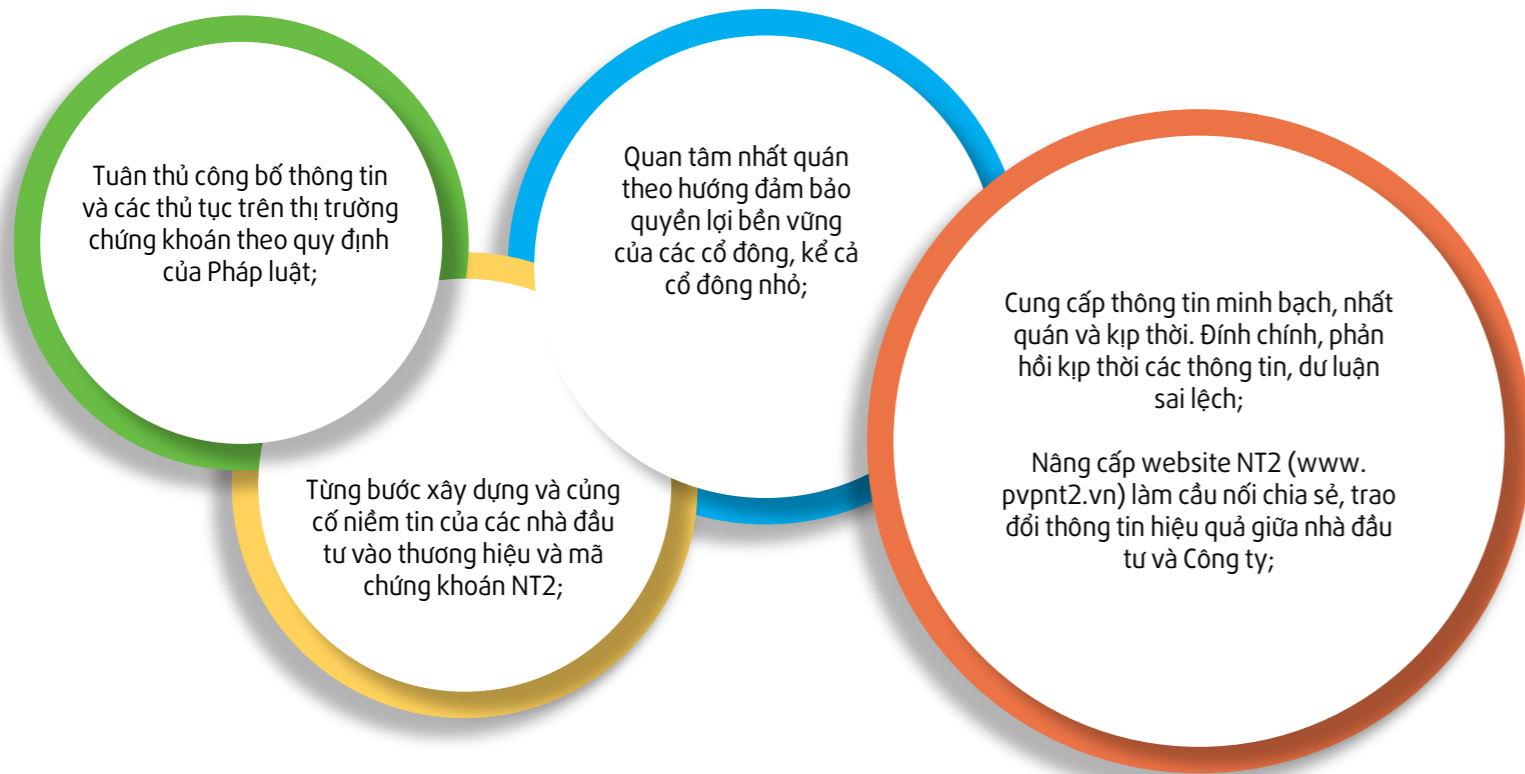 Tuân thủ công bố thông tin
và các thủ tục trên thị trường
chứng khoán theo quy định
của Pháp luật;
Từng bước xây dựng và củng
cố niềm tin của các nhà đầu
tư vào thương hiệu và mã
chứng khoán NT2;
Quan tâm nhất quán
theo hướng đảm bảo
quyền lợi bền vững
của các cổ đông, kể cả
cổ đông nhỏ;
Cung cấp thông tin minh bạch, nhất
quán và kịp thời. Đính chính, phản
hồi kịp thời các thông tin, dư luận
sai lệch;
Nâng cấp website NT2 (www.
pvpnt2.vn) làm cầu nối chia sẻ, trao
đổi thông tin hiệu quả giữa nhà đầu
tư và Công ty;